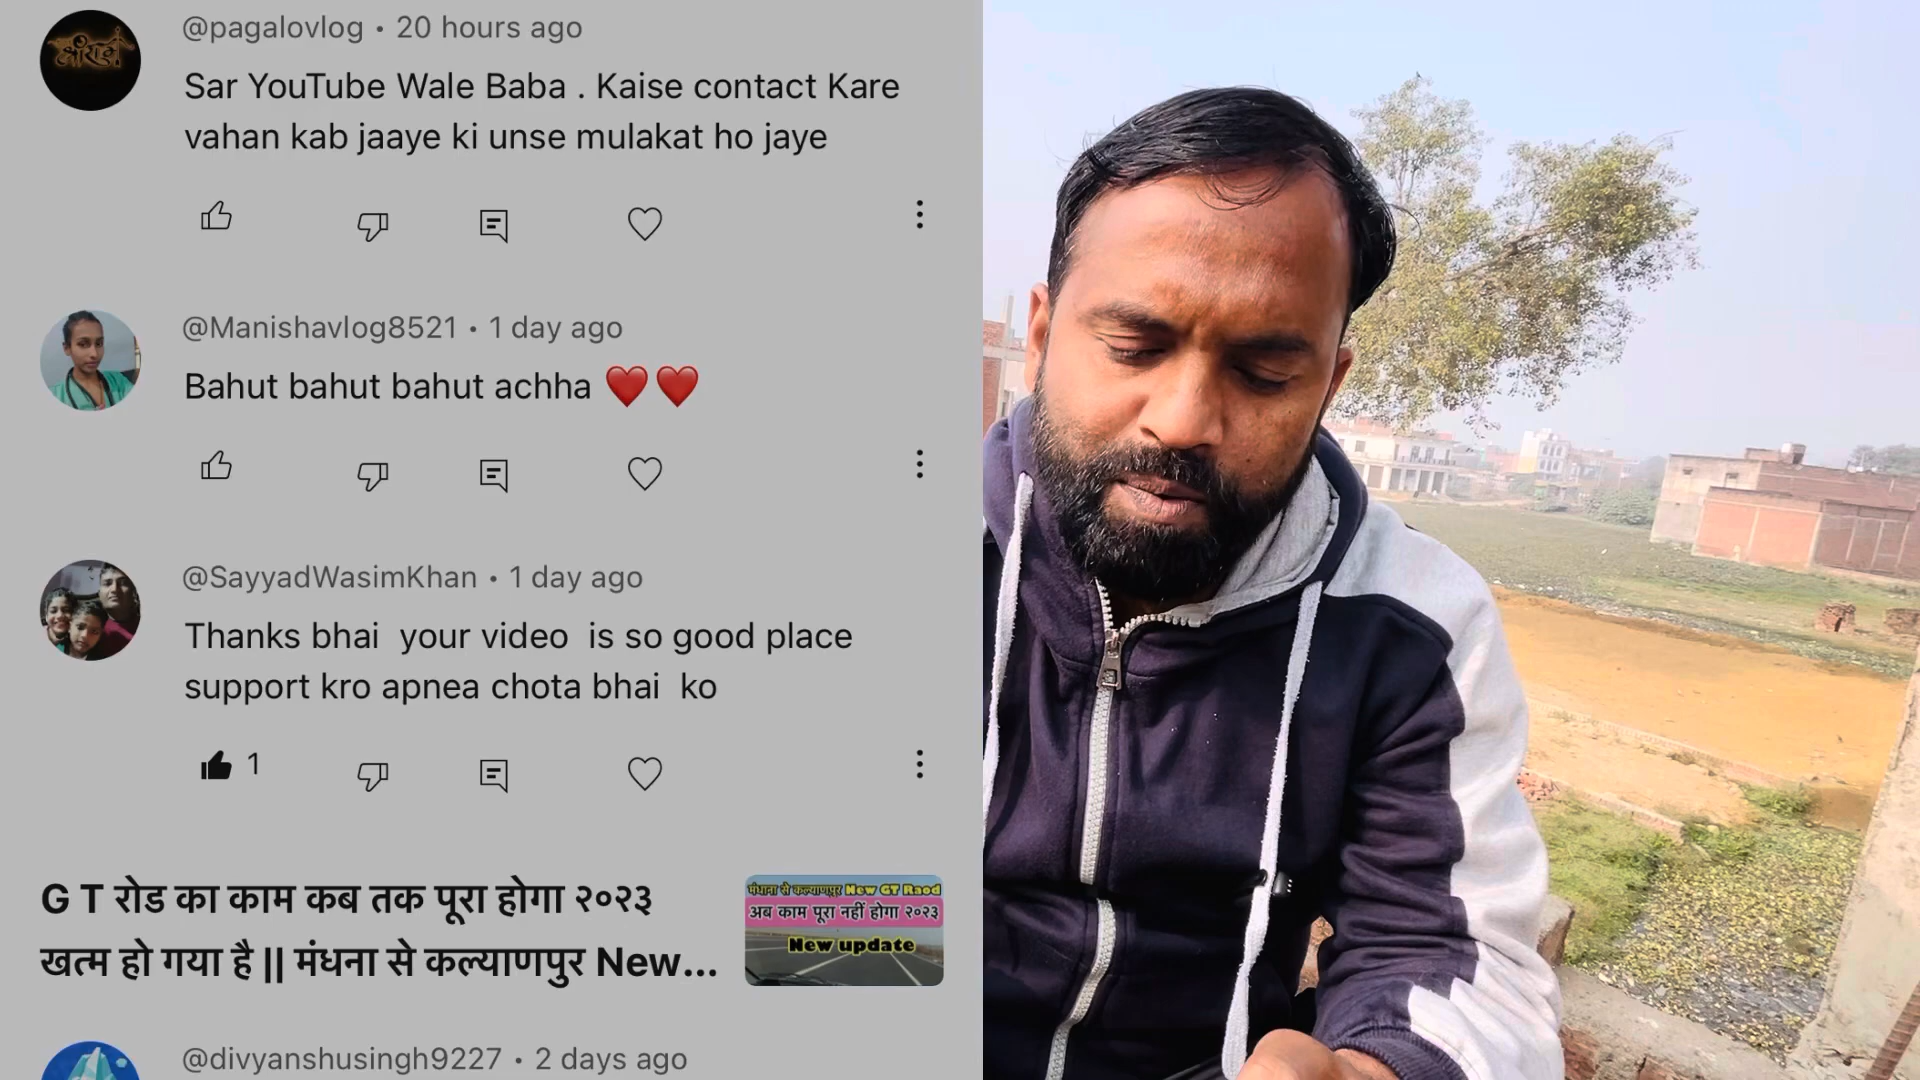 श्रीराम
@pagalovlog • 20 hours ago
Sar YouTube Wale Baba . Kaise contact Kare
vahan kab jaaye ki unse mulakat ho jaye
@Manishavlog8521 • 1 day ago
Bahut bahut bahut achha ❤️❤️
@SayyadWasimKhan • 1 day ago
Thanks bhai  your video  is so good place
support kro apnea chota bhai  ko
1
G T रोड का काम कब तक पूरा होगा २०२३
खत्म हो गया है || मंधना से कल्याणपुर New...
मंधाना से कल्याणपुर New GT Raod
अब काम पूरा नहीं होगा २०२३
New update
@divyanshusingh9227 • 2 days ago